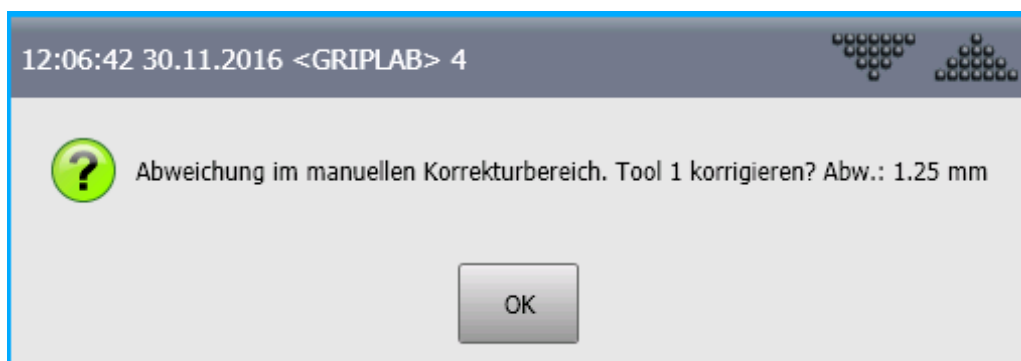 12:06:42 30.11.2016 <GRIPLAB> 4
Abweichung im manuellen Korrekturbereich. Tool 1 korrigieren? Abw.: 1.25 mm
OK